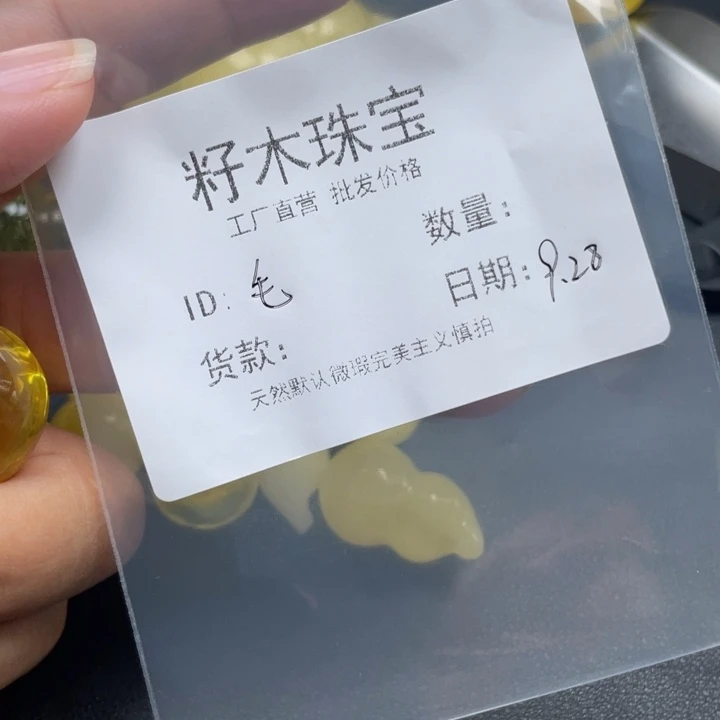 籽木珠宝
工厂直营 批发价格
数量:
ID: 毛
日期: 9.28
货款:
天然默认微瑕完美主义慎拍